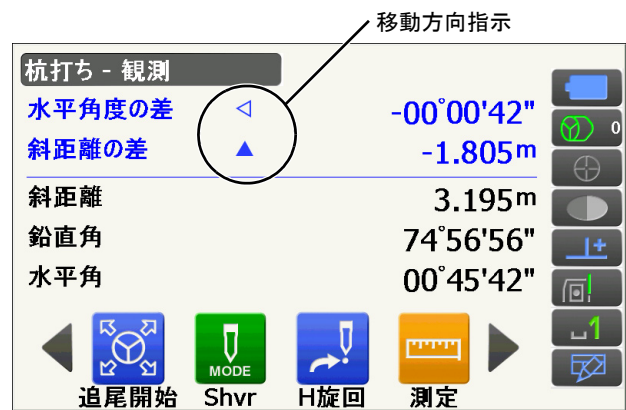 移動方向指示
杭打ち - 観測
水平角度の差 ◁ -00°00'42"
斜距離の差 ▲ -1.805m
斜距離 3.195m
鉛直角 74°56'56"
水平角 00°45'42"
0
MODE
追尾開始 Shvr H旋回 測定
1